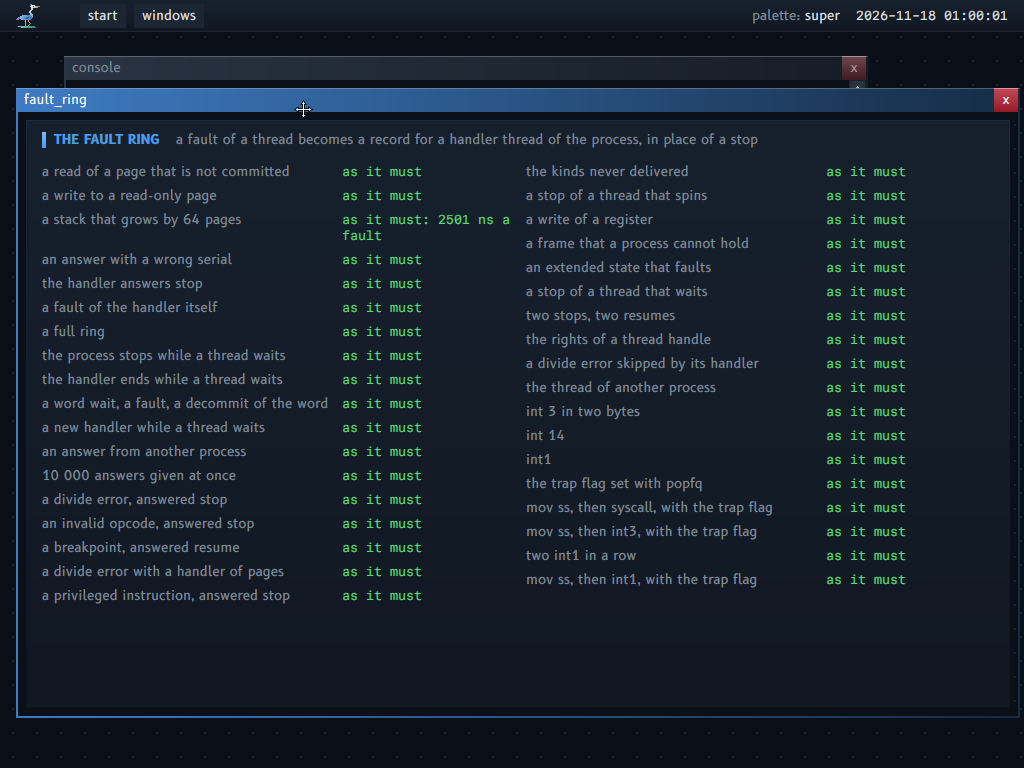 start windows palette: super 2026-11-18 01:00:01
console x
fault_ring x
THE FAULT RING a fault of a thread becomes a record for a handler thread of the process, in place of a stop
a read of a page that is not committed as it must
a write to a read-only page as it must
a stack that grows by 64 pages as it must: 2501 ns a
fault
an answer with a wrong serial as it must
the handler answers stop as it must
a fault of the handler itself as it must
a full ring as it must
the process stops while a thread waits as it must
the handler ends while a thread waits as it must
a word wait, a fault, a decommit of the word as it must
a new handler while a thread waits as it must
an answer from another process as it must
10 000 answers given at once as it must
a divide error, answered stop as it must
an invalid opcode, answered stop as it must
a breakpoint, answered resume as it must
a divide error with a handler of pages as it must
a privileged instruction, answered stop as it must
the kinds never delivered as it must
a stop of a thread that spins as it must
a write of a register as it must
a frame that a process cannot hold as it must
an extended state that faults as it must
a stop of a thread that waits as it must
two stops, two resumes as it must
the rights of a thread handle as it must
a divide error skipped by its handler as it must
the thread of another process as it must
int 3 in two bytes as it must
int 14 as it must
int1 as it must
the trap flag set with popfq as it must
mov ss, then syscall, with the trap flag as it must
mov ss, then int3, with the trap flag as it must
two int1 in a row as it must
mov ss, then int1, with the trap flag as it must